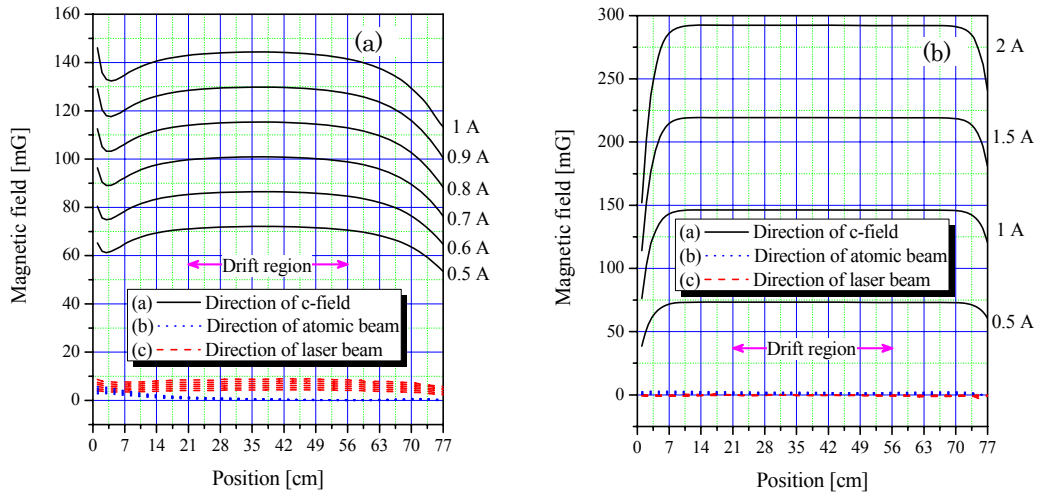 160
140
120
100
80
60
40
20
0
Magnetic field [mG]
(a)
1 A
0.9 A
0.8 A
0.7 A
0.6 A
0.5 A
Drift region
(a) Direction of c-field
(b) Direction of atomic beam
(c) Direction of laser beam
0 7 14 21 28 35 42 49 56 63 70 77
Position [cm]
300
250
200
150
100
50
0
Magnetic field [mG]
(b)
2 A
1.5 A
1 A
0.5 A
(a) Direction of c-field
(b) Direction of atomic beam
(c) Direction of laser beam
Drift region
0 7 14 21 28 35 42 49 56 63 70 77
Position [cm]